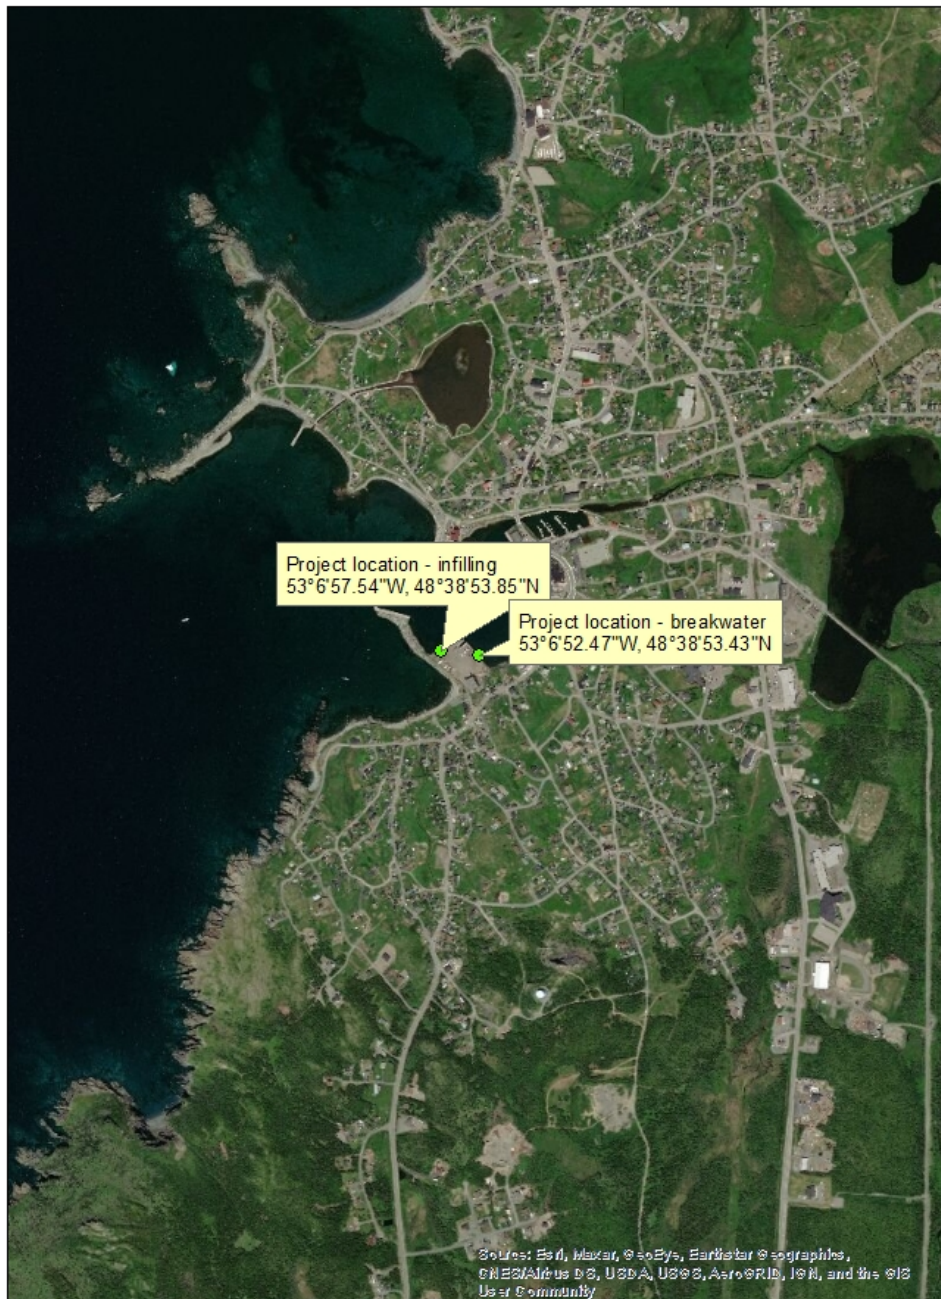 Project location - infilling
53°6'57.54"W, 48°38'53.85"N
Project location - breakwater
53°6'52.47"W, 48°38'53.43"N
Source: Esri, Maxar, GeoEye, Earthstar Geographics,
CNES/Airbus DS, USDA, USGS, AeroGRID, IGN, and the GIS
User Community